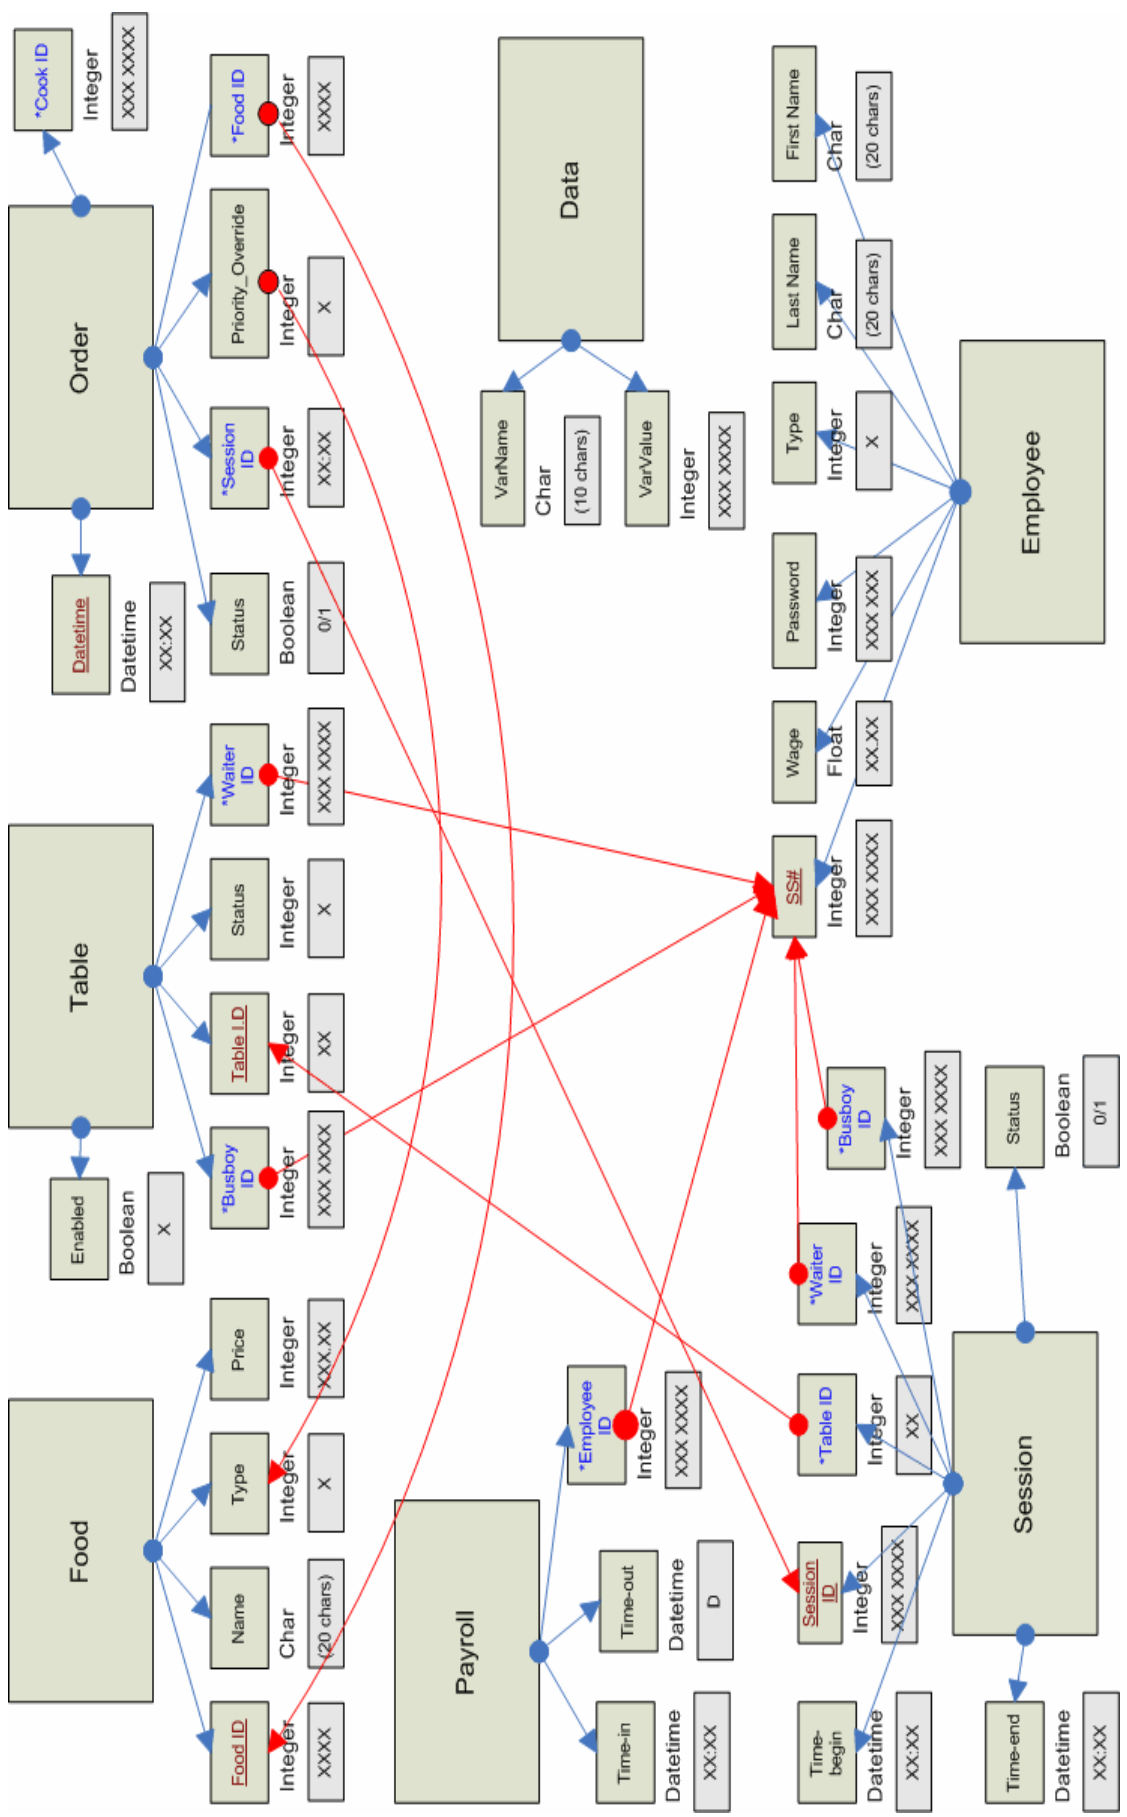 Food
Food ID
Integer
XXXX
Name
Char
(20 chars)
Type
Integer
X
Price
Integer
XXX.XX
Table
Enabled
Boolean
X
*Busboy
ID
Integer
XXX XXXX
Table I.D
Integer
XX
Status
Integer
X
*Waiter
ID
Integer
XXX XXXX
Order
Datetime
Datetime
XX:XX
Status
Boolean
0/1
*Session
ID
Integer
XX:XX
Priority_Override
Integer
X
*Food ID
Integer
XXXX
*Cook ID
Integer
XXX XXXX
Payroll
Time-in
Datetime
XX:XX
Time-out
Datetime
D
*Employee
ID
Integer
XXX XXXX
Data
VarName
Char
(10 chars)
VarValue
Integer
XXX XXXX
Time-
begin
Datetime
XX:XX
Session
ID
Integer
XXX XXXX
*Table ID
Integer
XX
*Waiter
ID
Integer
XXX XXXX
*Busboy
ID
Integer
XXX XXXX
Session
Time-end
Datetime
XX:XX
Status
Boolean
0/1
SS#
Integer
XXX XXXX
Wage
Float
XX.XX
Password
Integer
XXX XXX
Type
Integer
X
Last Name
Char
(20 chars)
First Name
Char
(20 chars)
Employee